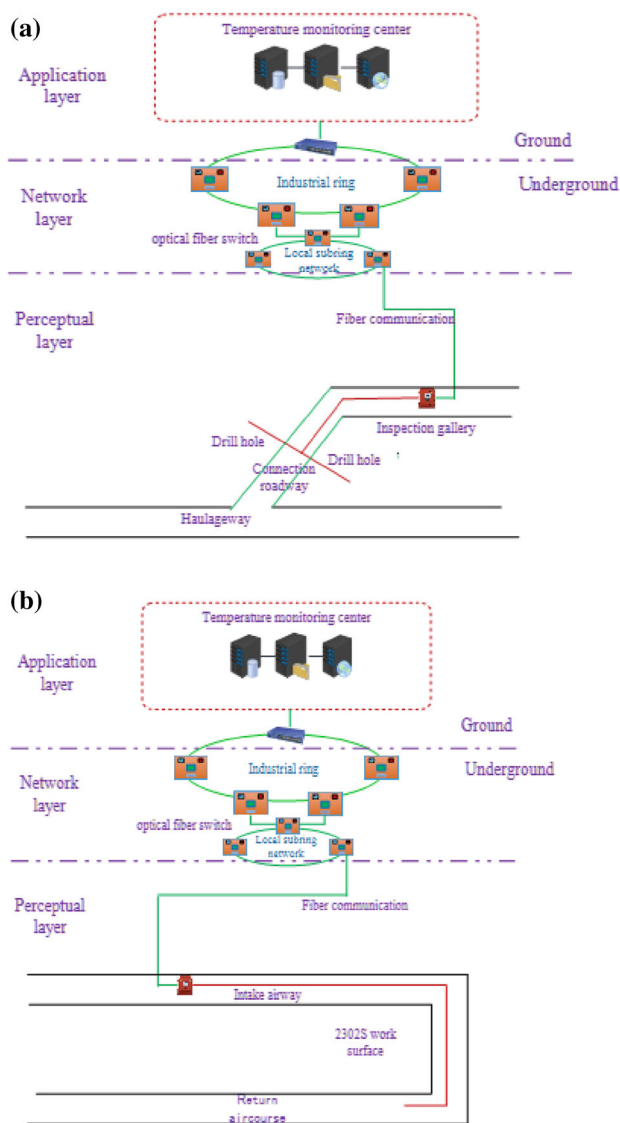 (a)
Temperature monitoring center
Application
layer
Ground
Industrial ring
Underground
Network
layer
optical fiber switch
Local subring
network
Perceptual
layer
Fiber communication
Inspection gallery
Drill hole
Drill hole
Connection
roadway
Haulageway
(b)
Temperature monitoring center
Application
layer
Ground
Industrial ring
Underground
Network
layer
optical fiber switch
Local subring
network
Perceptual
layer
Fiber communication
Intake airway
2302S work
surface
Return
aircourse